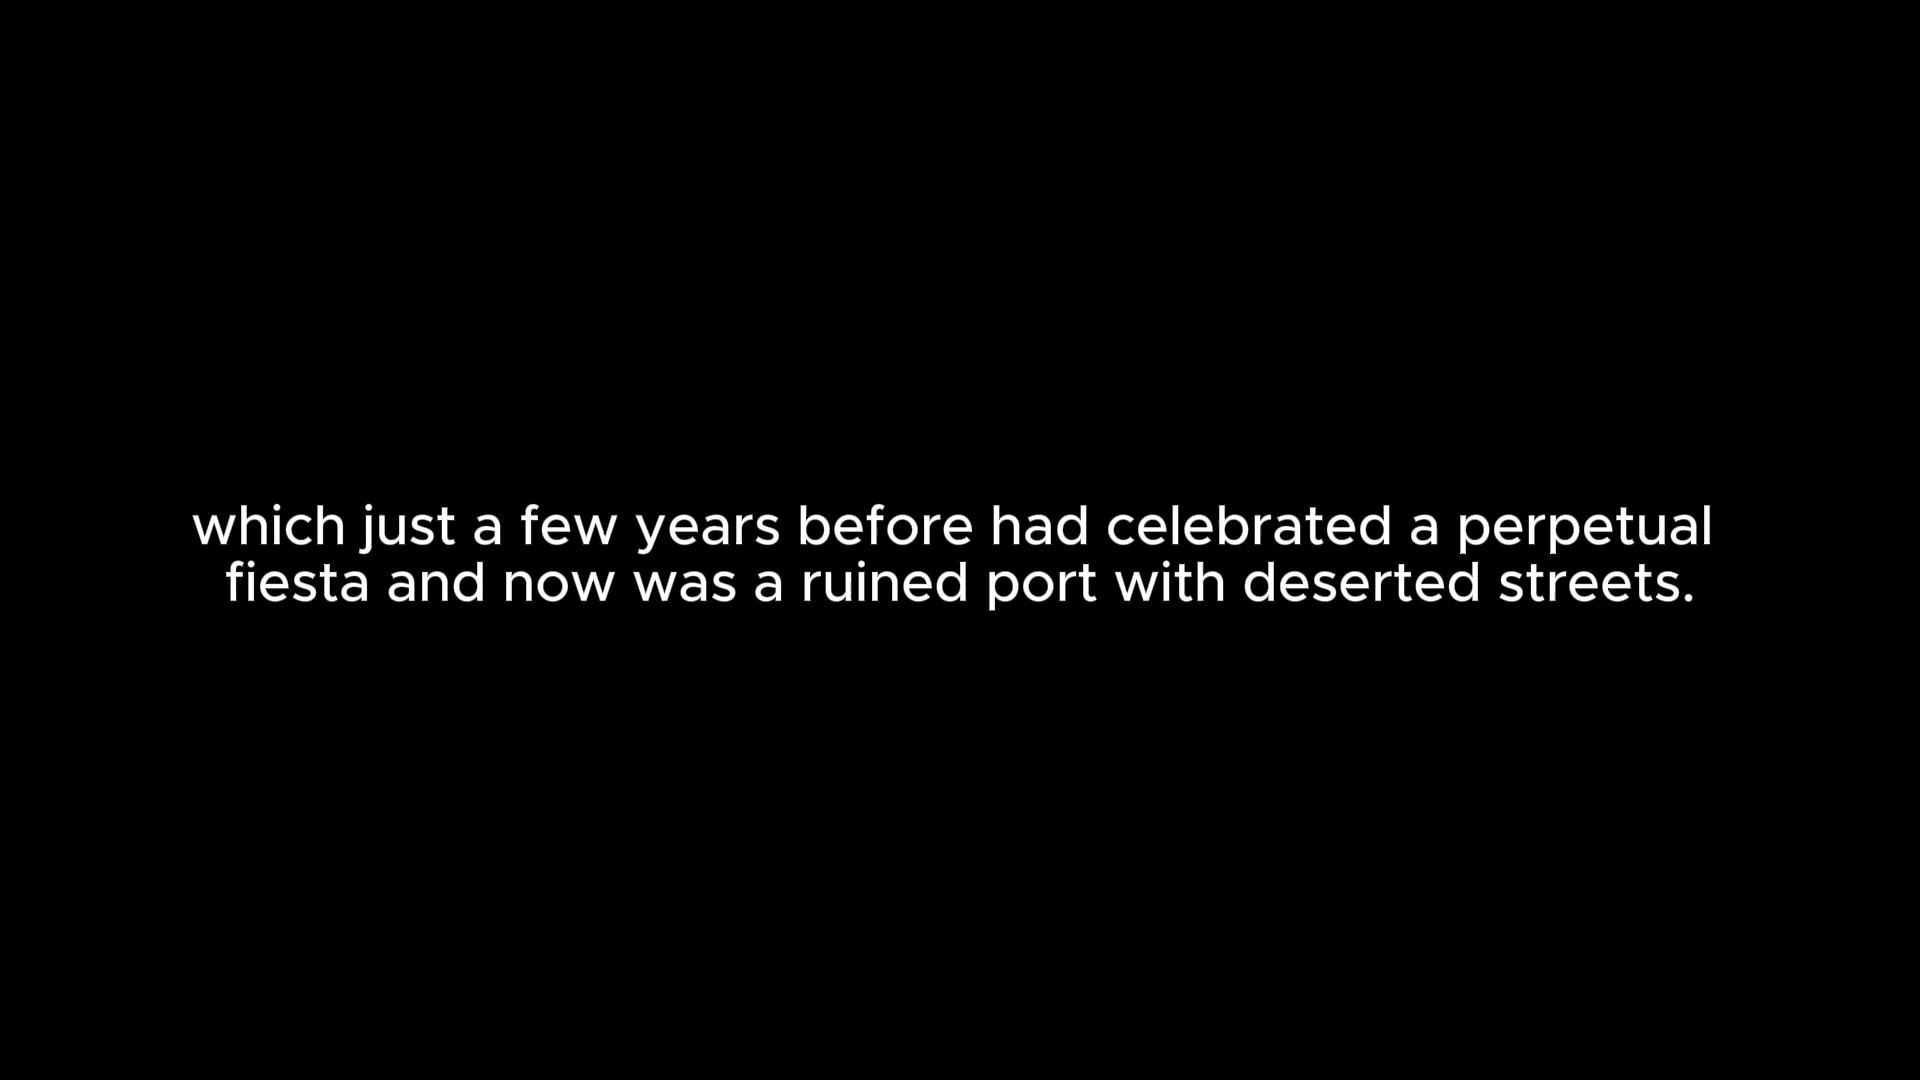 which just a few years before had celebrated a perpetual
fiesta and now was a ruined port with deserted streets.